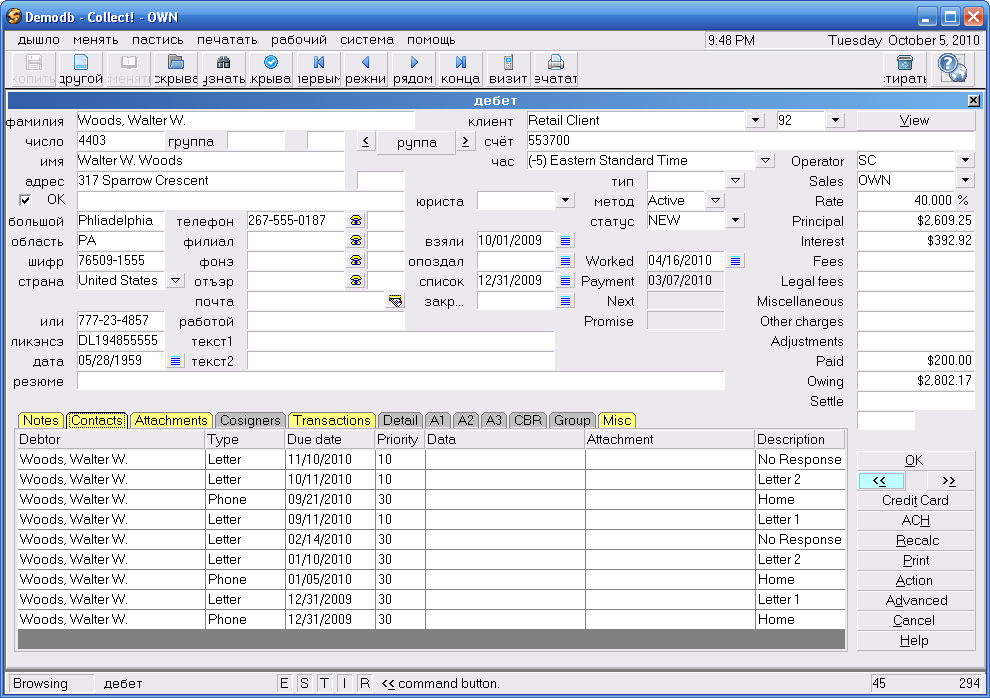 Demodb - Collect! - OWN
дышло менять пастись печатать рабочий система помощь 9:48 PM Tuesday October 5, 2010
копить другой менять скрыва узнать крыва первым режни рядом конца визит ечатат тирать
дебет
фамилия Woods, Walter W. клиент Retail Client 92 View
число 4403 группа < руппа > счёт 553700
имя Walter W. Woods час (-5) Eastern Standard Time Operator SC
адрес 317 Sparrow Crescent тип Sales OWN
OK юриста метод Active Rate 40.000 %
большой Phliadelphia телефон 267-555-0187 статус NEW Principal $2,609.25
область PA филиал взяли 10/01/2009 Interest $392.92
шифр 76509-1555 фонэ опоздал Worked 04/16/2010 Fees
страна United States отъэр список 12/31/2009 Payment 03/07/2010 Legal fees
почта закр... Next Miscellaneous
или 777-23-4857 работой Promise Other charges
ликэнсэ DL194855555 текст1 Adjustments
дата 05/28/1959 текст2 Paid $200.00
резюме Owing $2,802.17
Settle
Notes Contacts Attachments Cosigners Transactions Detail A1 A2 A3 CBR Group Misc
Debtor Type Due date Priority Data Attachment Description
Woods, Walter W. Letter 11/10/2010 10 No Response
Woods, Walter W. Letter 10/11/2010 10 Letter 2
Woods, Walter W. Phone 09/21/2010 30 Home
Woods, Walter W. Letter 09/11/2010 10 Letter 1
Woods, Walter W. Letter 02/14/2010 30 No Response
Woods, Walter W. Letter 01/10/2010 30 Letter 2
Woods, Walter W. Phone 01/05/2010 30 Home
Woods, Walter W. Letter 12/31/2009 30 Letter 1
Woods, Walter W. Phone 12/31/2009 30 Home
OK
<< >>
Credit Card
ACH
Recalc
Print
Action
Advanced
Cancel
Help
Browsing дебет E S T I R << command button. 45 294